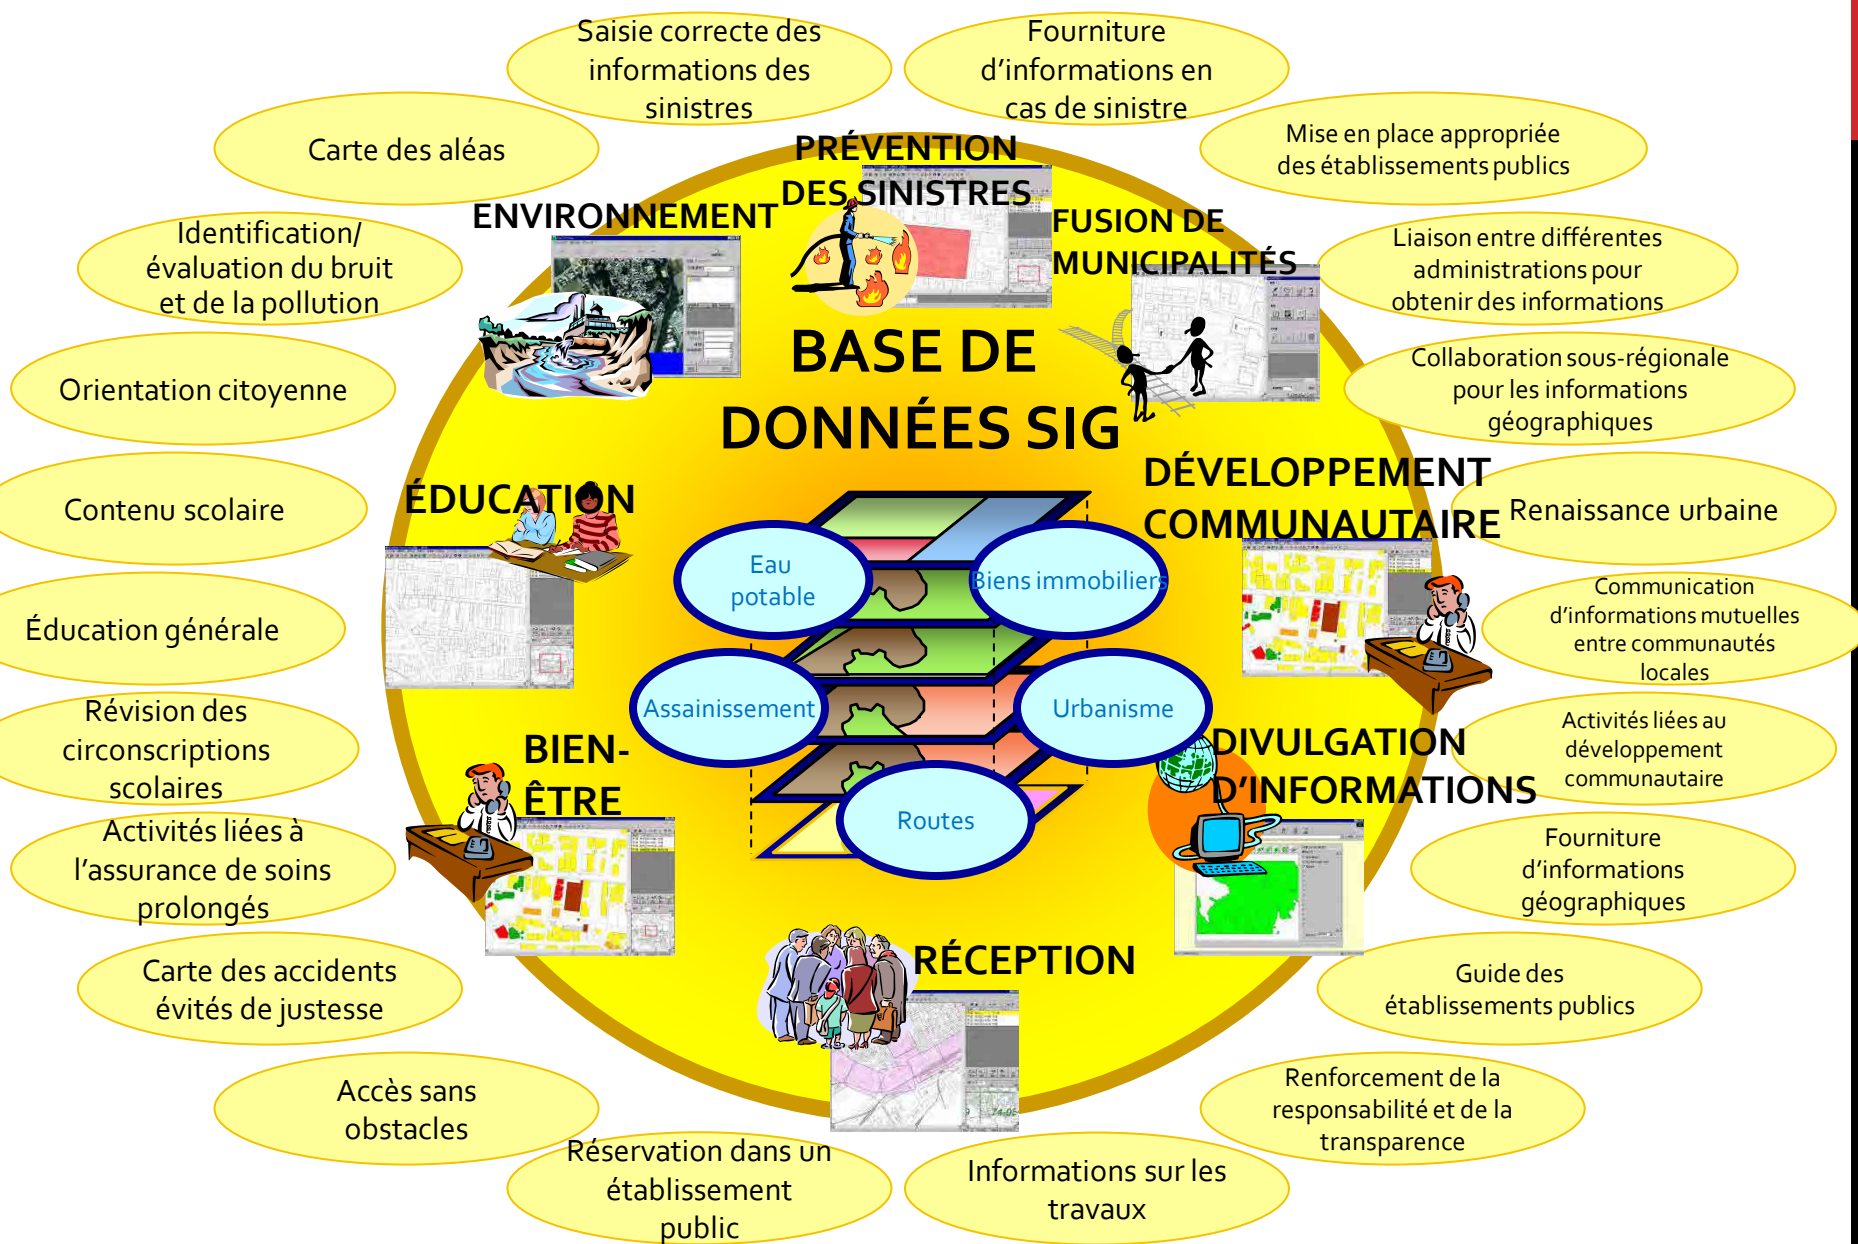 Saisie correcte des
informations des
sinistres
Fourniture
d'informations en
cas de sinistre
Carte des aléas
Mise en place appropriée
des établissements publics
PRÉVENTION
DES SINISTRES
ENVIRONNEMENT
FUSION DE
MUNICIPALITÉS
Identification/
évaluation du bruit
et de la pollution
Liaison entre différentes
administrations pour
obtenir des informations
BASE DE
DONNÉES SIG
Orientation citoyenne
Collaboration sous-régionale
pour les informations
géographiques
ÉDUCATION
DÉVELOPPEMENT
COMMUNAUTAIRE
Contenu scolaire
Renaissance urbaine
Eau
potable
Biens immobiliers
Éducation générale
Communication
d'informations mutuelles
entre communautés
locales
Assainissement
Urbanisme
Révision des
circonscriptions
scolaires
BIEN-
ÊTRE
DIVULGATION
D'INFORMATIONS
Activités liées au
développement
communautaire
Routes
Activités liées à
l'assurance de soins
prolongés
Fourniture
d'informations
géographiques
RÉCEPTION
Carte des accidents
évités de justesse
Guide des
établissements publics
Accès sans
obstacles
Renforcement de la
responsabilité et de la
transparence
Réservation dans un
établissement
public
Informations sur les
travaux